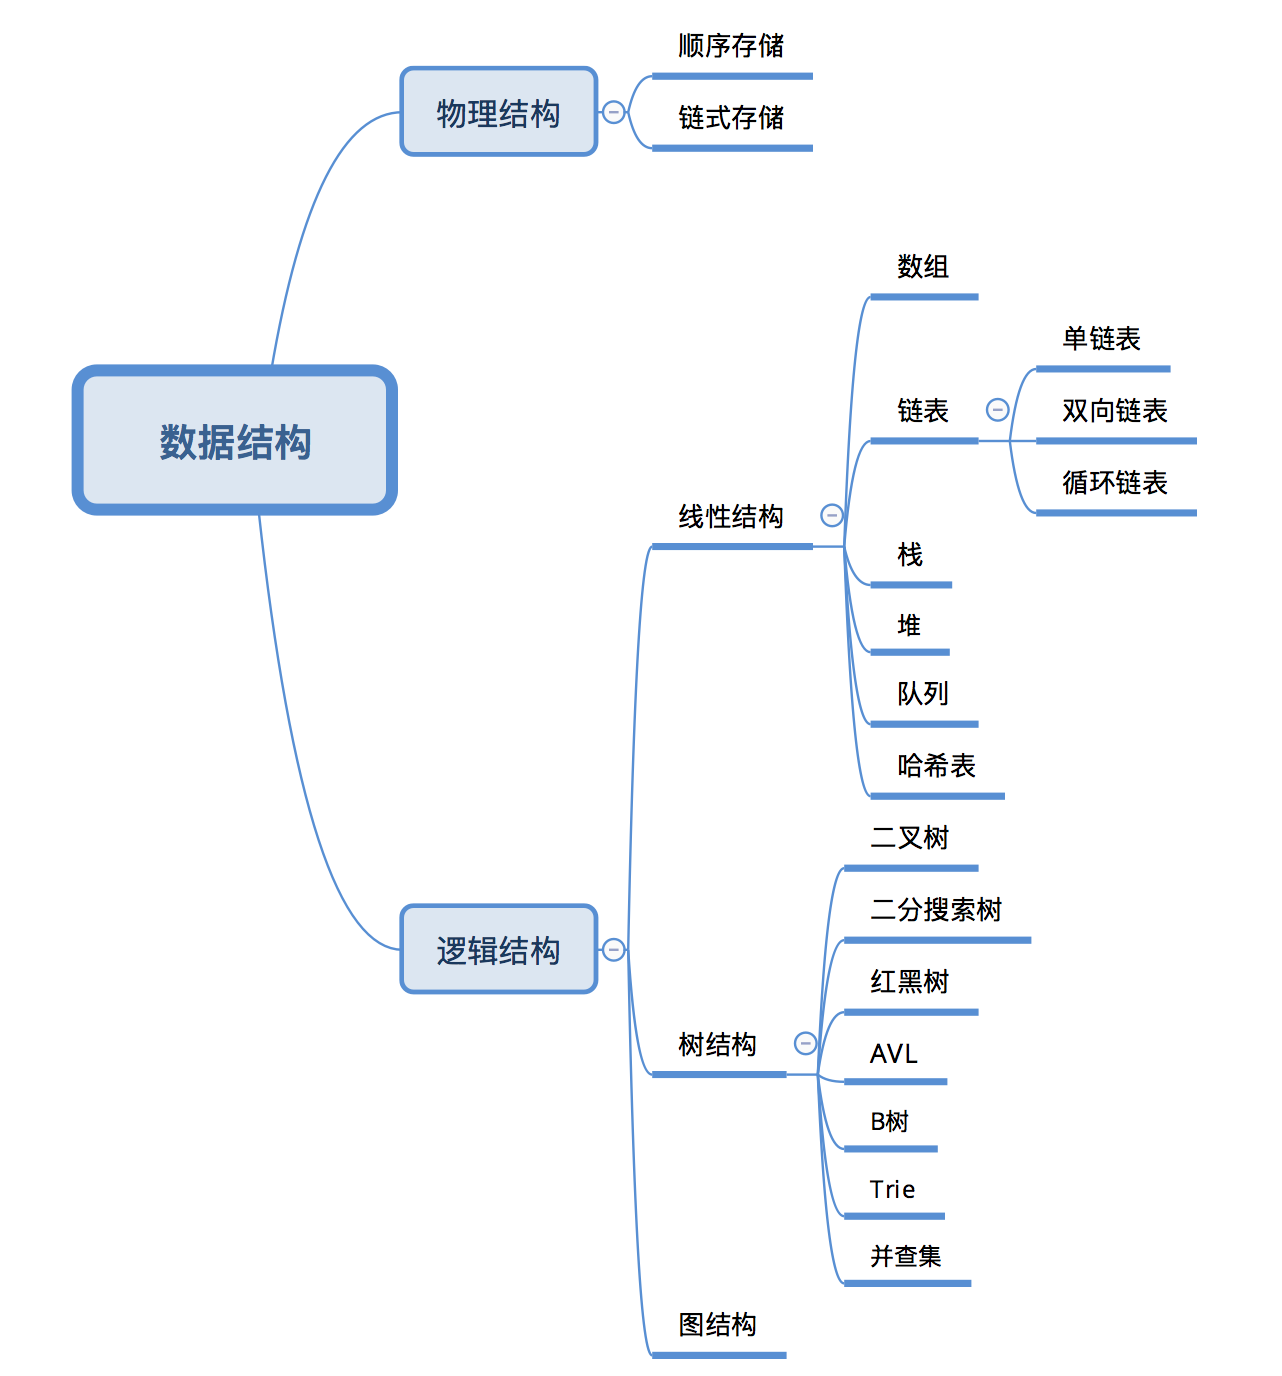 数据结构
物理结构
顺序存储
链式存储
逻辑结构
线性结构
数组
链表
单链表
双向链表
循环链表
栈
堆
队列
哈希表
树结构
二叉树
二分搜索树
红黑树
AVL
B树
Trie
并查集
图结构